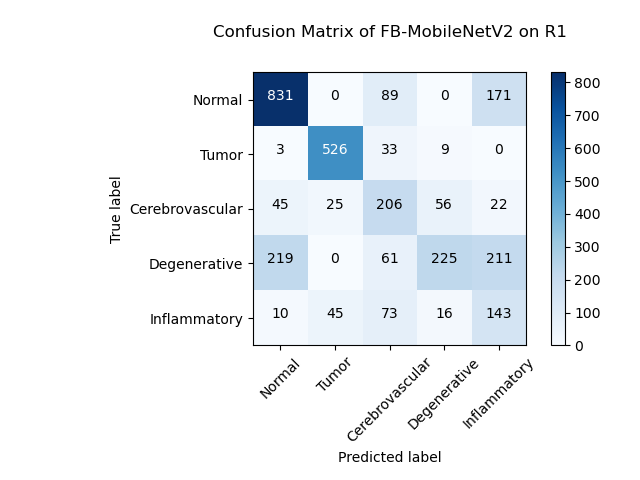 Confusion Matrix of FB-MobileNetV2 on R1
Normal 831 0 89 0 171
Tumor 3 526 33 9 0
Cerebrovascular 45 25 206 56 22
Degenerative 219 0 61 225 211
Inflammatory 10 45 73 16 143
True label
Normal Tumor Cerebrovascular Degenerative Inflammatory
Predicted label
800
700
600
500
400
300
200
100
0